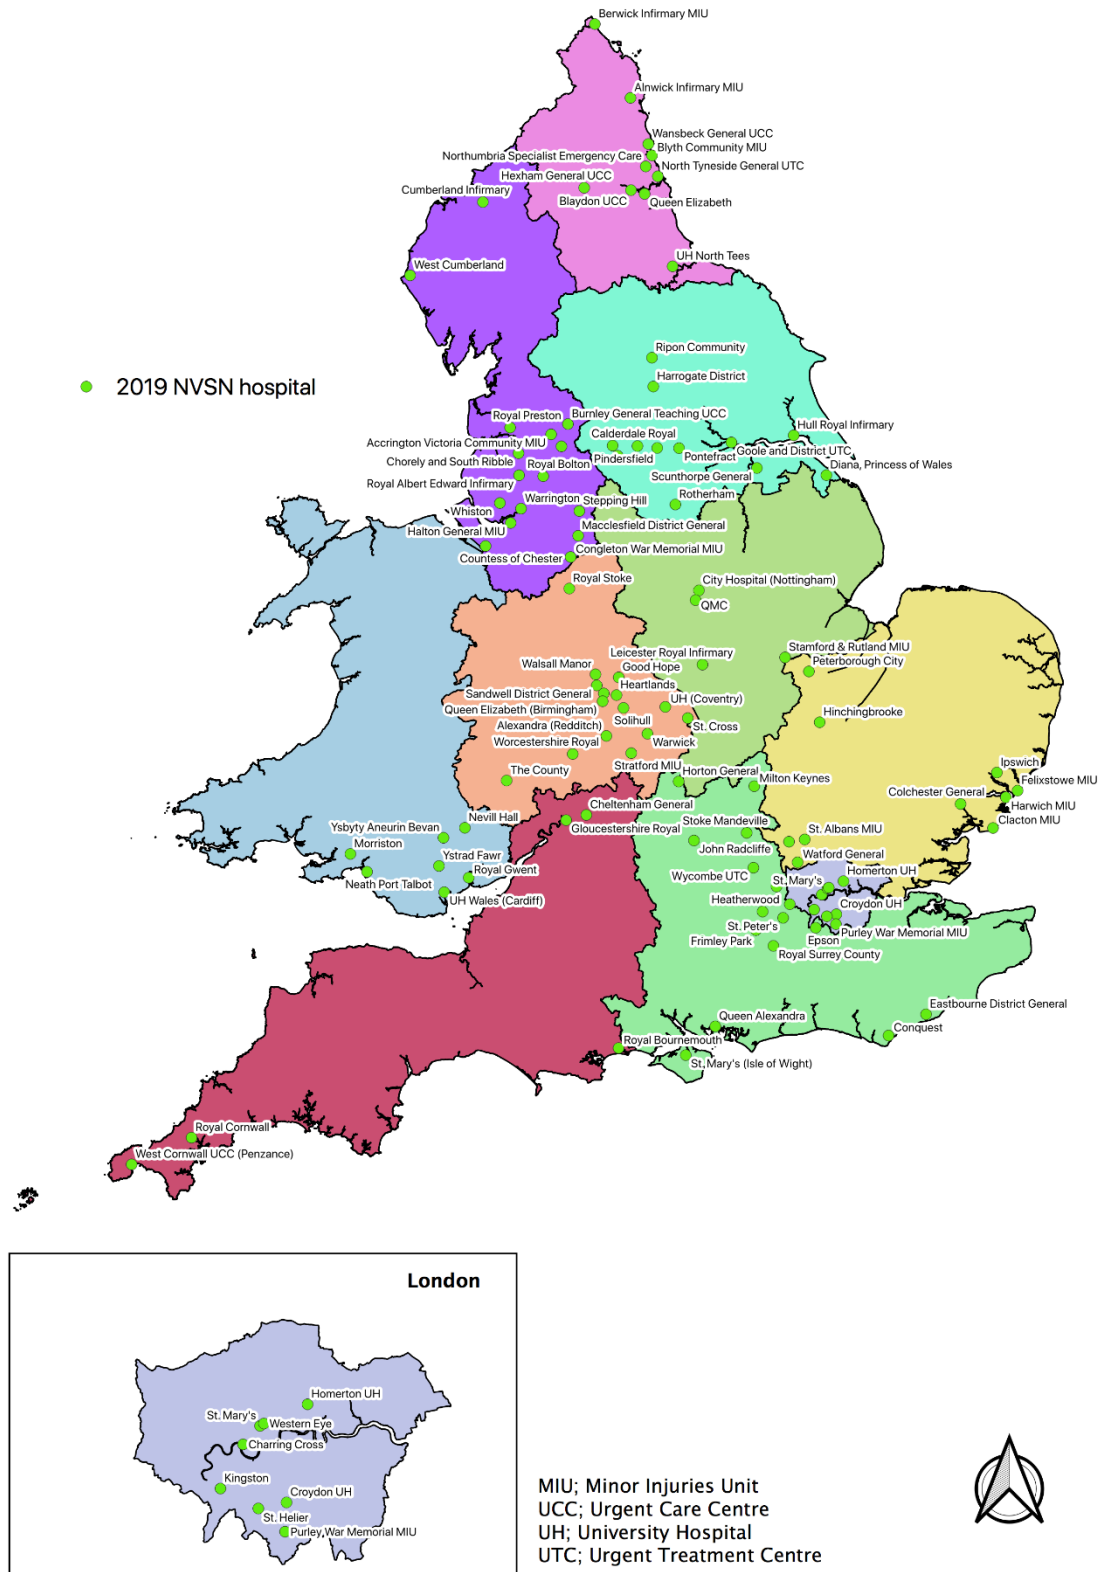 Berwick Infirmary MIU
Alnwick Infirmary MIU
Wansbeck General UCC
Blyth Community MIU
Northumbria Specialist Emergency Care
North Tyneside General UTC
Hexham General UCC
Cumberland Infirmary
Blaydon UCC
Queen Elizabeth
West Cumberland
UH North Tees
Ripon Community
Harrogate District
2019 NVSN hospital
Royal Preston
Burnley General Teaching UCC
Hull Royal Infirmary
Accrington Victoria Community MIU
Calderdale Royal
Goole and District UTC
Chorely and South Ribble
Royal Bolton
Pindersfield
Pontefract
Diana, Princess of Wales
Scunthorpe General
Royal Albert Edward Infirmary
Rotherham
Warrington
Stepping Hill
Whiston
Macclesfield District General
Halton General MIU
Countess of Chester
Congleton War Memorial MIU
Royal Stoke
City Hospital (Nottingham)
QMC
Stamford & Rutland MIU
Leicester Royal Infirmary
Peterborough City
Walsall Manor
Good Hope
Heartlands
Sandwell District General
UH (Coventry)
Queen Elizabeth (Birmingham)
Hinchingbrooke
Solihull
St. Cross
Alexandra (Redditch)
Warwick
Worcestershire Royal
Stratford MIU
Ipswich
The County
Horton General
Milton Keynes
Felixstowe MIU
Colchester General
Harwich MIU
Cheltenham General
Nevill Hall
Gloucestershire Royal
Stoke Mandeville
Clacton MIU
Ysbyty Aneurin Bevan
St. Albans MIU
Morriston
John Radcliffe
Watford General
Ystrad Fawr
Royal Gwent
Wycombe UTC
St. Mary's
Homerton UH
Neath Port Talbot
UH Wales (Cardiff)
Heatherwood
Croydon UH
St. Peter's
Purley War Memorial MIU
Frimley Park
Epson
Royal Surrey County
Eastbourne District General
Queen Alexandra
Conquest
Royal Bournemouth
St. Mary's (Isle of Wight)
Royal Cornwall
West Cornwall UCC (Penzance)
London
Homerton UH
St. Mary's
Western Eye
Charring Cross
Kingston
Croydon UH
St. Helier
Purley War Memorial MIU
MIU; Minor Injuries Unit
UCC; Urgent Care Centre
UH; University Hospital
UTC; Urgent Treatment Centre